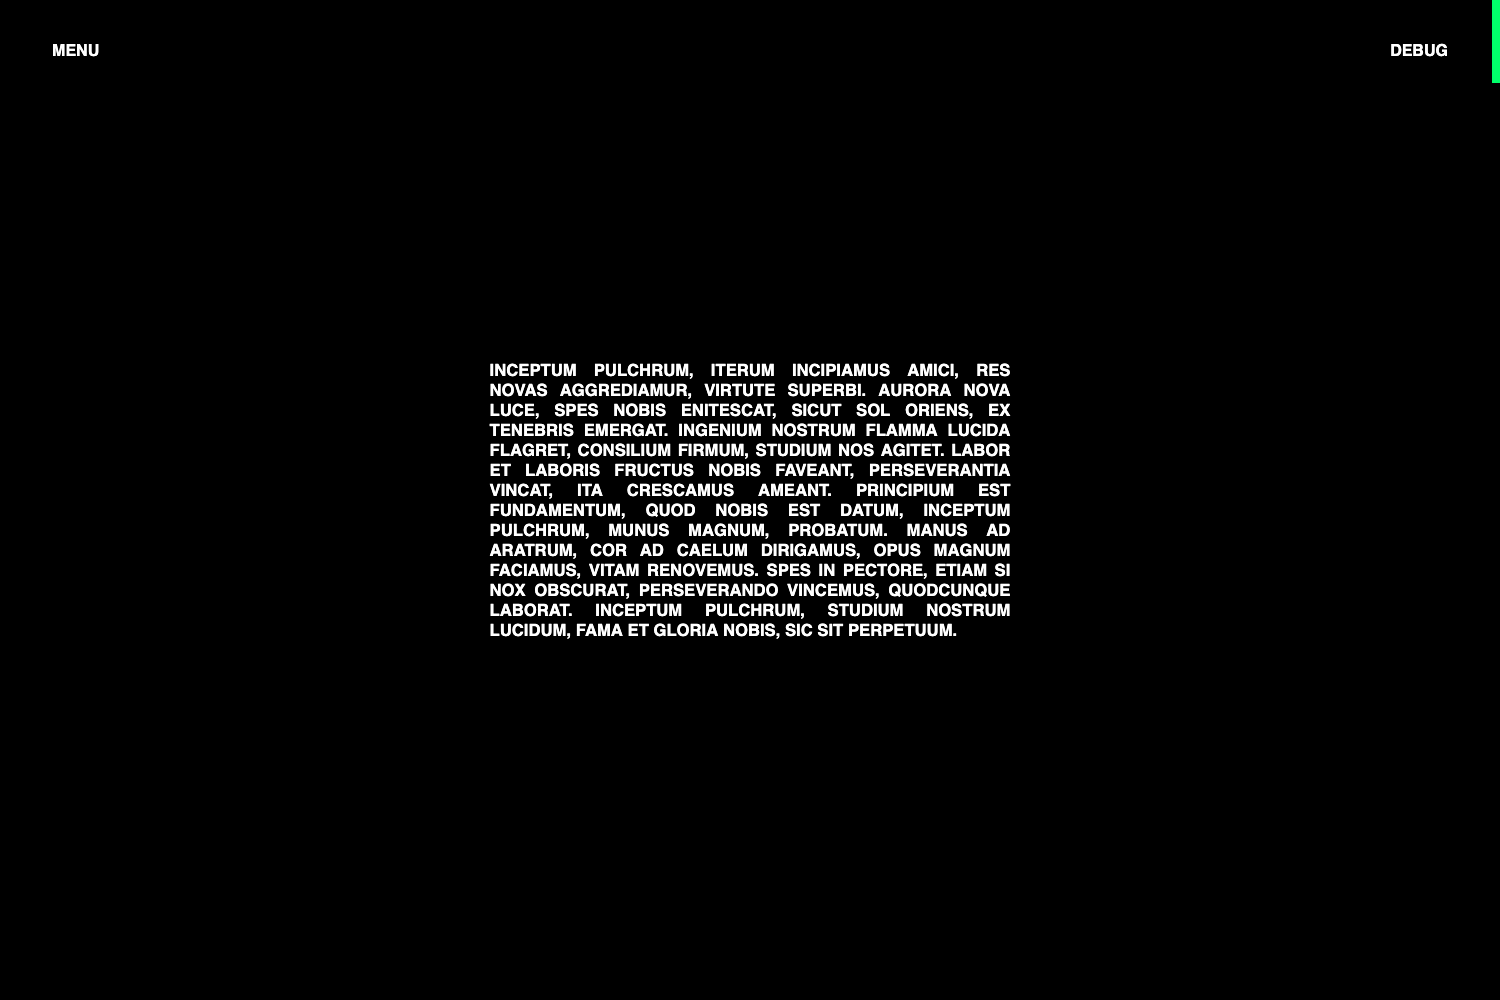 MENU
DEBUG
INCEPTUM PULCHRUM, ITERUM INCIPIAMUS AMICI, RES
NOVAS AGGREDIAMUR, VIRTUTE SUPERBI. AURORA NOVA
LUCE, SPES NOBIS ENITESCAT, SICUT SOL ORIENS, EX
TENEBRIS EMERGAT. INGENIUM NOSTRUM FLAMMA LUCIDA
FLAGRET, CONSILIUM FIRMUM, STUDIUM NOS AGITET. LABOR
ET LABORIS FRUCTUS NOBIS FAVEANT, PERSEVERANTIA
VINCAT, ITA CRESCAMUS AMEANT. PRINCIPIUM EST
FUNDAMENTUM, QUOD NOBIS EST DATUM, INCEPTUM
PULCHRUM, MUNUS MAGNUM, PROBATUM. MANUS AD
ARATRUM, COR AD CAELUM DIRIGAMUS, OPUS MAGNUM
FACIAMUS, VITAM RENOVEMUS. SPES IN PECTORE, ETIAM SI
NOX OBSCURAT, PERSEVERANDO VINCEMUS, QUODCUNQUE
LABORAT. INCEPTUM PULCHRUM, STUDIUM NOSTRUM
LUCIDUM, FAMA ET GLORIA NOBIS, SIC SIT PERPETUUM.